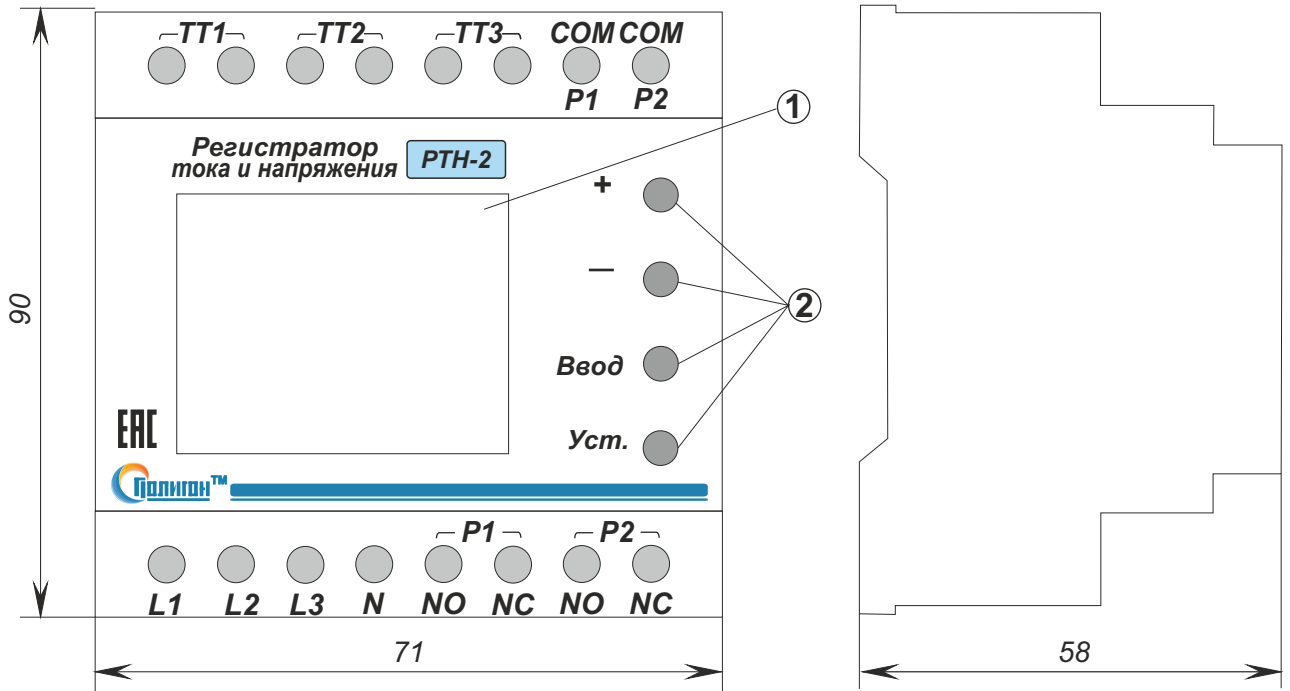 TT1 TT2 TT3 COM COM
P1 P2
1
Регистратор
тока и напряжения
РТН-2
+
—
2
Ввод
Уст.
90
EAC
Полигон™
P1 P2
L1 L2 L3 N NO NC NO NC
71
58